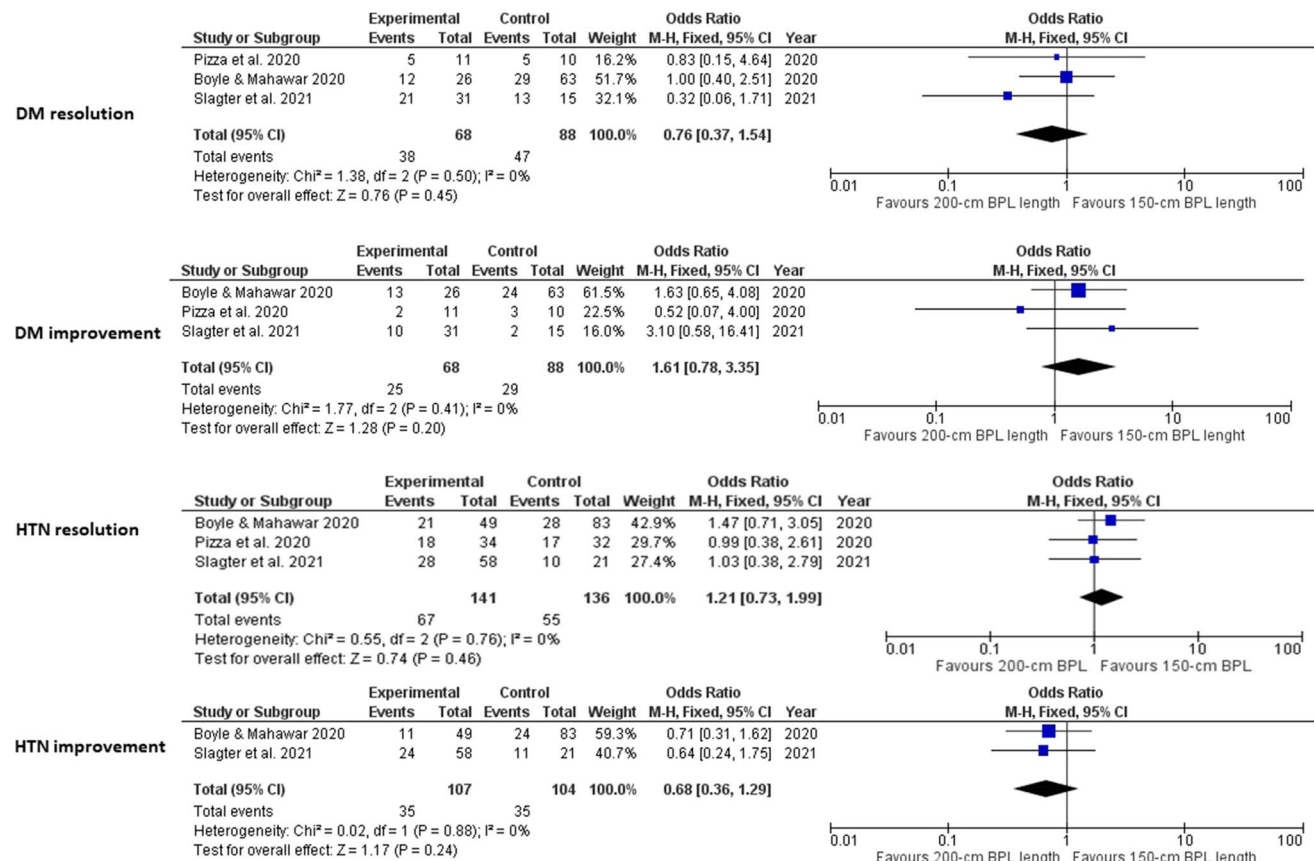 Experimental Control Odds Ratio Odds Ratio
Study or Subgroup Events Total Events Total Weight M-H, Fixed, 95% CI Year M-H, Fixed, 95% CI
Pizza et al. 2020 5 11 5 10 16.2% 0.83 [0.15, 4.64] 2020
Boyle & Mahawar 2020 12 26 29 63 51.7% 1.00 [0.40, 2.51] 2020
Slagter et al. 2021 21 31 13 15 32.1% 0.32 [0.06, 1.71] 2021
DM resolution
Total (95% CI) 68 88 100.0% 0.76 [0.37, 1.54]
Total events 38 47
Heterogeneity: Chi² = 1.38, df = 2 (P = 0.50); I² = 0%
Test for overall effect: Z = 0.76 (P = 0.45)
0.01 0.1 1 10 100
Favours 200-cm BPL length Favours 150-cm BPL length
Experimental Control Odds Ratio Odds Ratio
Study or Subgroup Events Total Events Total Weight M-H, Fixed, 95% CI Year M-H, Fixed, 95% CI
Boyle & Mahawar 2020 13 26 24 63 61.5% 1.63 [0.65, 4.08] 2020
Pizza et al. 2020 2 11 3 10 22.5% 0.52 [0.07, 4.00] 2020
Slagter et al. 2021 10 31 2 15 16.0% 3.10 [0.58, 16.41] 2021
DM improvement
Total (95% CI) 68 88 100.0% 1.61 [0.78, 3.35]
Total events 25 29
Heterogeneity: Chi² = 1.77, df = 2 (P = 0.41); I² = 0%
Test for overall effect: Z = 1.28 (P = 0.20)
0.01 0.1 1 10 100
Favours 200-cm BPL length Favours 150-cm BPL lenght
Experimental Control Odds Ratio Odds Ratio
Study or Subgroup Events Total Events Total Weight M-H, Fixed, 95% CI Year M-H, Fixed, 95% CI
Boyle & Mahawar 2020 21 49 28 83 42.9% 1.47 [0.71, 3.05] 2020
HTN resolution
Pizza et al. 2020 18 34 17 32 29.7% 0.99 [0.38, 2.61] 2020
Slagter et al. 2021 28 58 10 21 27.4% 1.03 [0.38, 2.79] 2021
Total (95% CI) 141 136 100.0% 1.21 [0.73, 1.99]
Total events 67 55
Heterogeneity: Chi² = 0.55, df = 2 (P = 0.76); I² = 0%
Test for overall effect: Z = 0.74 (P = 0.46)
0.01 0.1 1 10 100
Favours 200-cm BPL Favours 150-cm BPL
Experimental Control Odds Ratio Odds Ratio
Study or Subgroup Events Total Events Total Weight M-H, Fixed, 95% CI Year M-H, Fixed, 95% CI
Boyle & Mahawar 2020 11 49 24 83 59.3% 0.71 [0.31, 1.62] 2020
HTN improvement
Slagter et al. 2021 24 58 11 21 40.7% 0.64 [0.24, 1.75] 2021
Total (95% CI) 107 104 100.0% 0.68 [0.36, 1.29]
Total events 35 35
Heterogeneity: Chi² = 0.02, df = 1 (P = 0.88); I² = 0%
Test for overall effect: Z = 1.17 (P = 0.24)
0.01 0.1 1 10 100
Favours 200-cm BPL length Favours 150-cm BPL length